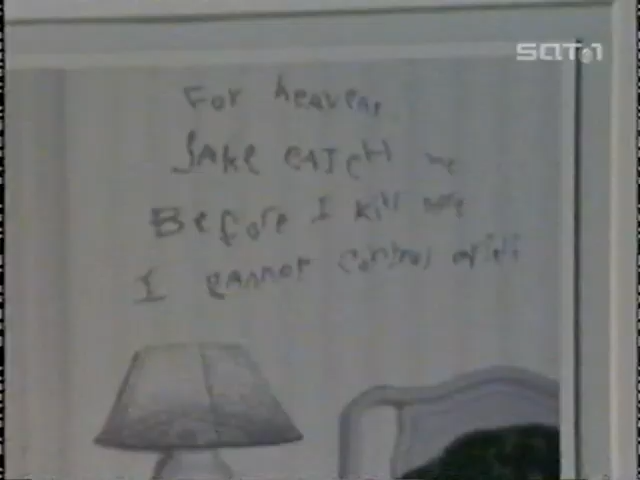 SAT.1
For heavens
SAKE CATCH me
BeFore I Kill more
I cannot control myself